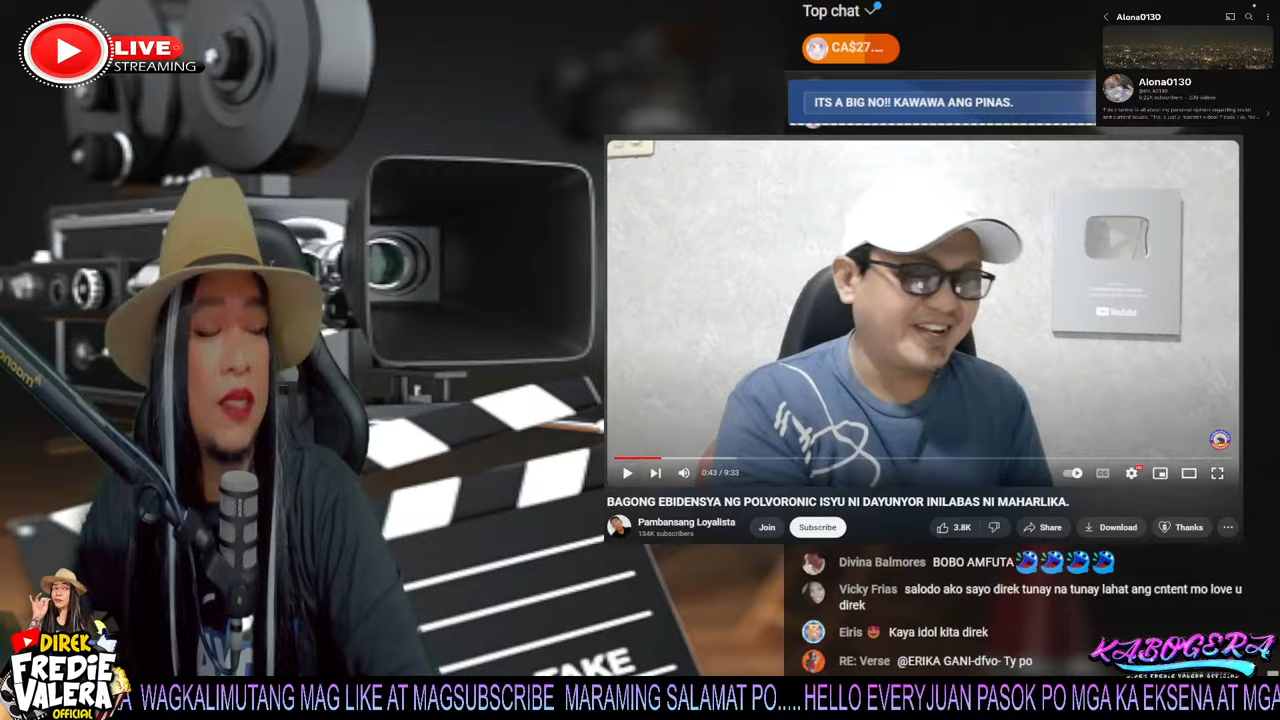 LIVE
STREAMING
Top chat
CA$27....
ITS A BIG NO!! KAWAWA ANG PINAS.
Alona0130
Alona0130
YouTube
0:43 / 9:33
BAGONG EBIDENSYA NG POLVORONIC ISYU NI DAYUNYOR INILABAS NI MAHARLIKA.
Pambansang Loyalista
134K subscribers
Join
Subscribe
3.8K
Share
Download
Thanks
Divina Balmores BOBO AMFUTA
Vicky Frias salodo ako sayo direk tunay na tunay lahat ang cntent mo love u
direk
Eiris Kaya idol kita direk
RE: Verse @ERIKA GANI-dfvo- Ty po
maono
TAKE
DIREK
FREDIE
VALERA
OFFICIAL
KABOGERA
A WAGKALIMUTANG MAG LIKE AT MAGSUBSCRIBE MARAMING SALAMAT PO..... HELLO EVERYJUAN PASOK PO MGA KA EKSENA AT MGA